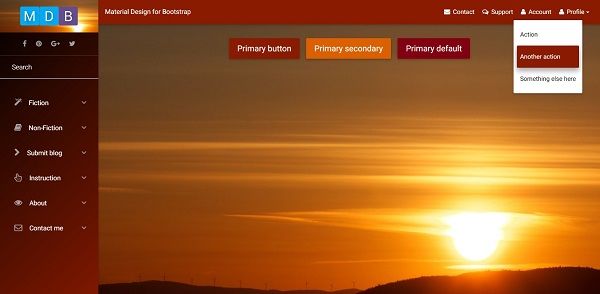 MDB
Material Design for Bootstrap
Contact
Support
Account
Profile
Search
Fiction
Non-Fiction
Submit blog
Instruction
About
Contact me
Primary button
Primary secondary
Primary default
Action
Another action
Something else here